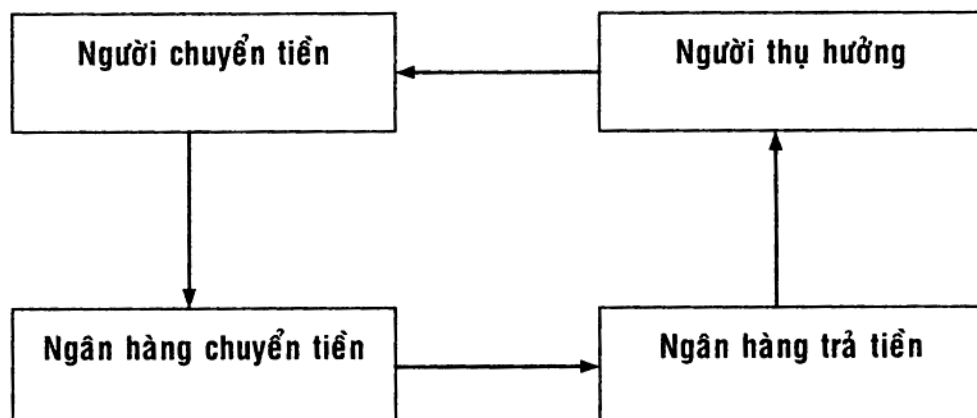 Người chuyển tiền
Người thụ hưởng
Ngân hàng chuyển tiền
Ngân hàng trả tiền